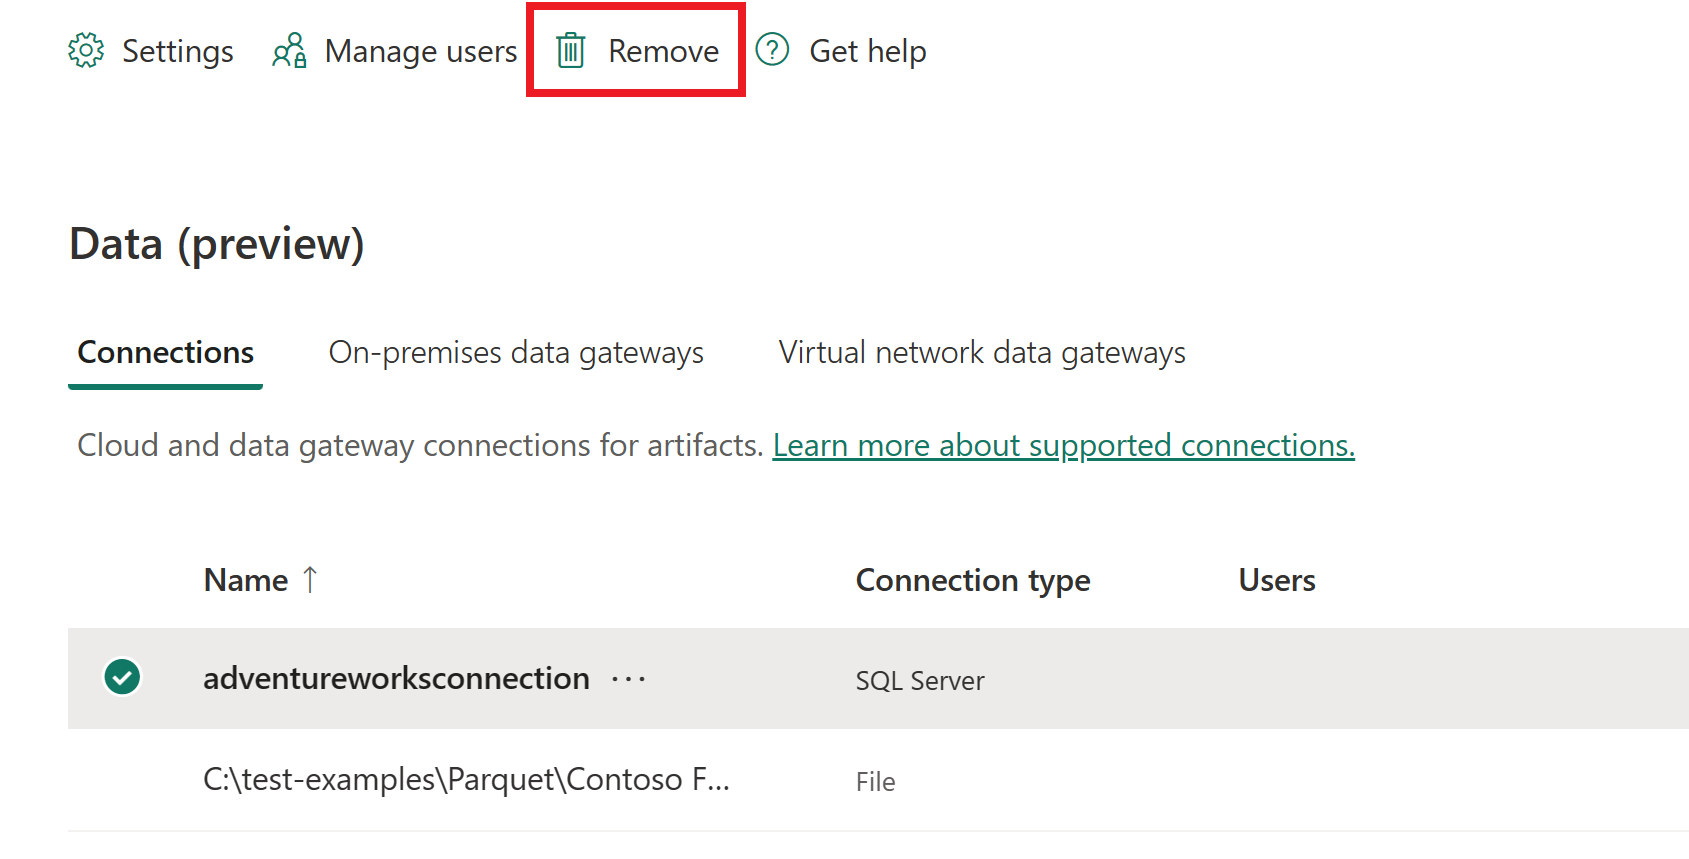 Settings Manage users Remove Get help
Data (preview)
Connections On-premises data gateways Virtual network data gateways
Cloud and data gateway connections for artifacts. Learn more about supported connections.
Name ↑ Connection type Users
adventureworksconnection ... SQL Server
C:\test-examples\Parquet\Contoso F... File